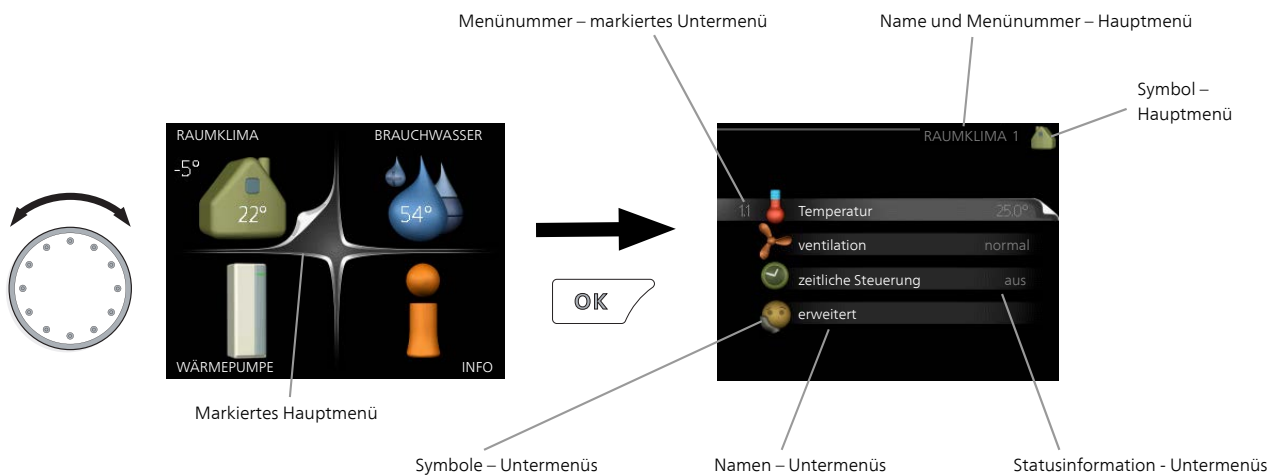 Menünummer – markiertes Untermenü
Name und Menünummer – Hauptmenü
Symbol –
Hauptmenü
RAUMKLIMA
BRAUCHWASSER
-5°
22°
54°
WÄRMEPUMPE
INFO
Markiertes Hauptmenü
OK
RAUMKLIMA 1
1.1
Temperatur
25.0°
ventilation
normal
zeitliche Steuerung
aus
erweitert
Symbole – Untermenüs
Namen – Untermenüs
Statusinformation - Untermenüs